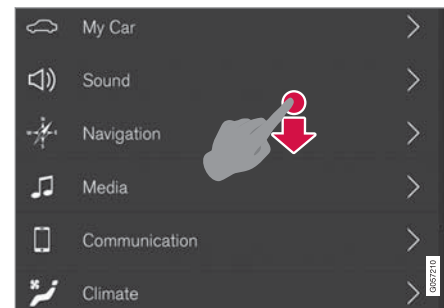 My Car
Sound
Navigation
Media
Communication
Climate
G057210